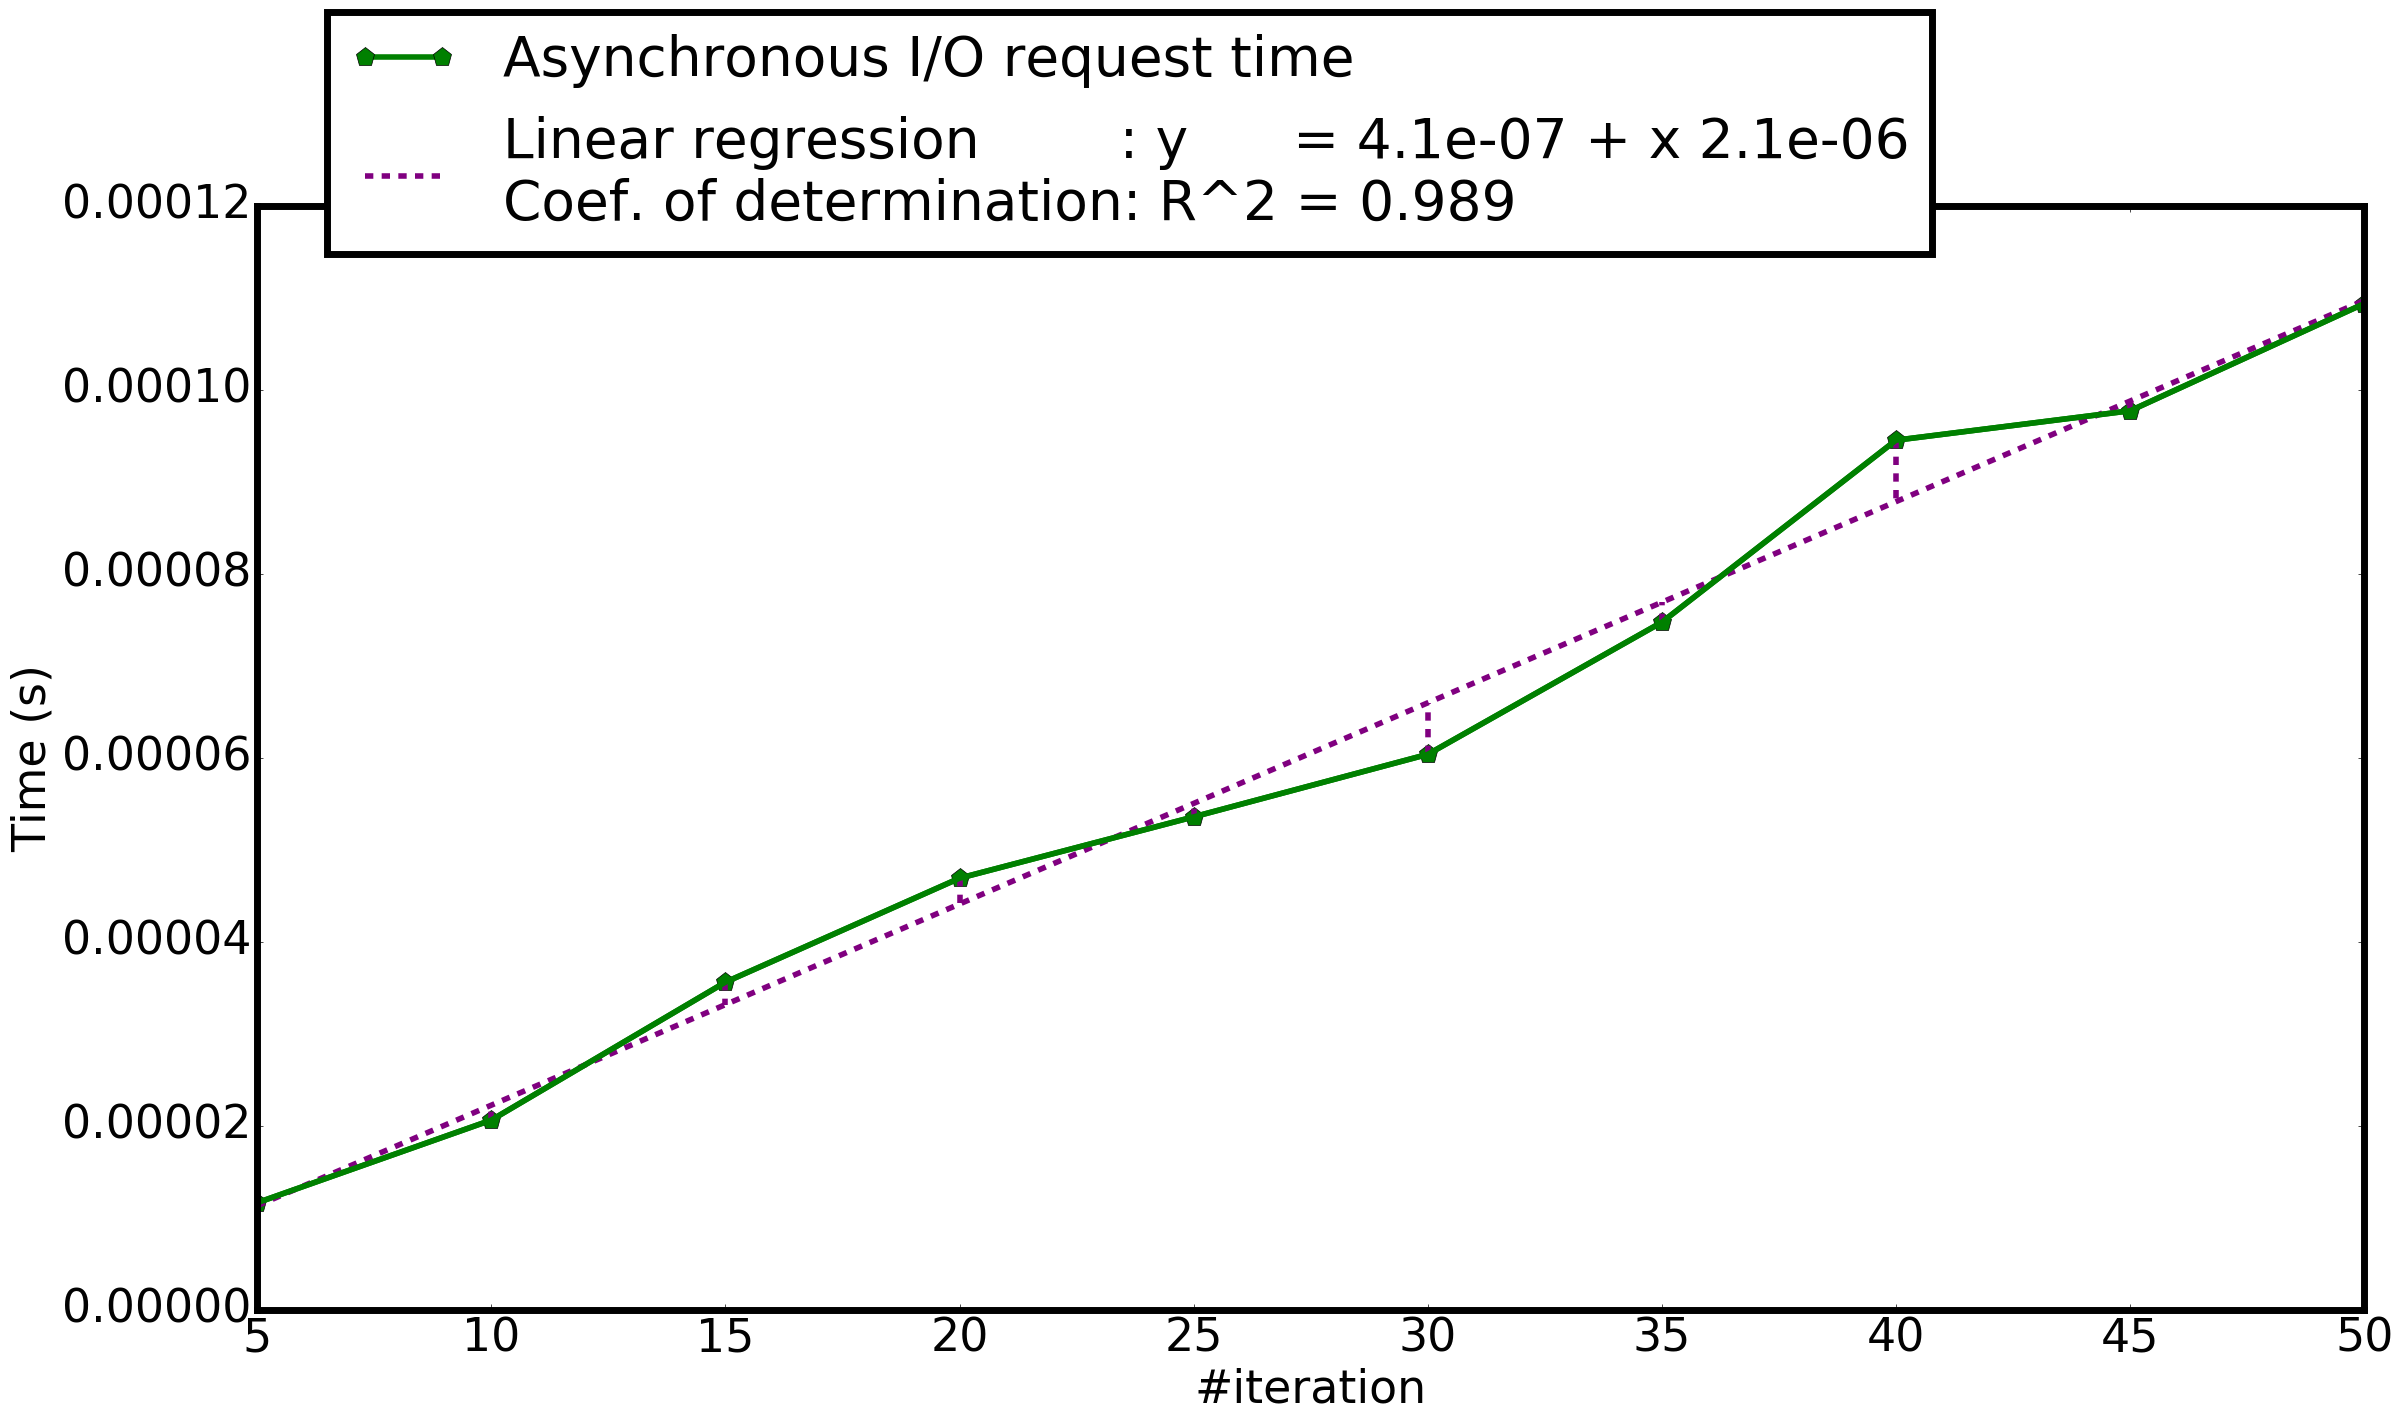 Asynchronous I/O request time
Linear regression : y = 4.1e-07 + x 2.1e-06
Coef. of determination: R^2 = 0.989
0.00012
0.00010
0.00008
0.00006
0.00004
0.00002
0.00000
Time (s)
5 10 15 20 25 30 35 40 45 50
#iteration